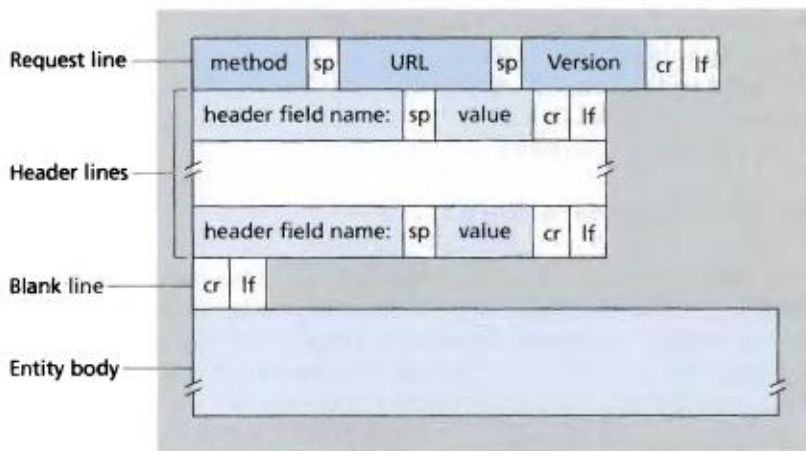 Request line
method sp URL sp Version cr lf
header field name: sp value cr lf
Header lines
header field name: sp value cr lf
Blank line
cr lf
Entity body